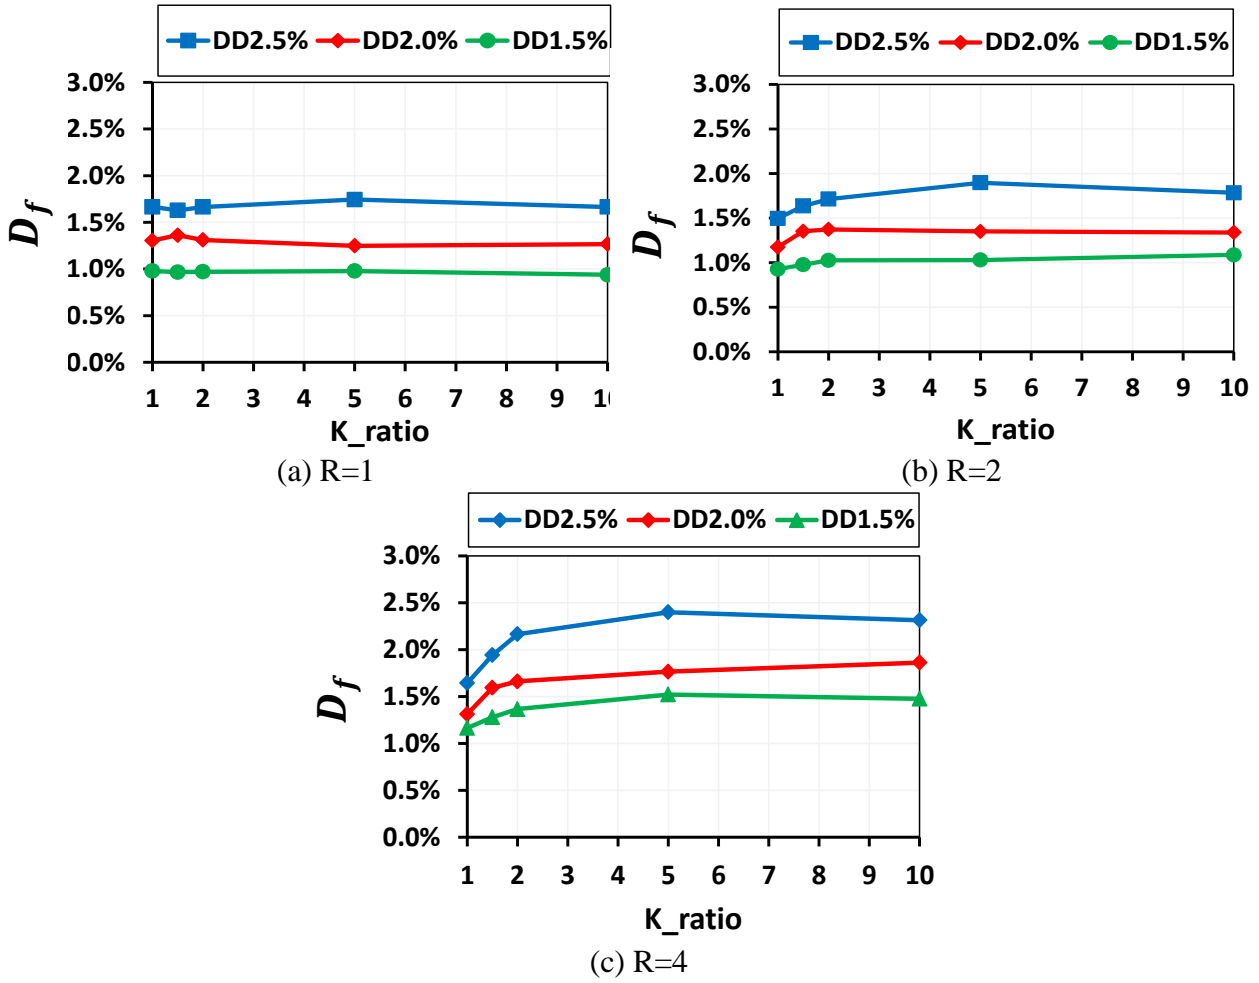 DD2.5% DD2.0% DD1.5%
3.0%
2.5%
2.0%
1.5%
1.0%
0.5%
0.0%
D_f
1 2 3 4 5 6 7 8 9 10
K_ratio
(a) R=1
DD2.5% DD2.0% DD1.5%
3.0%
2.5%
2.0%
1.5%
1.0%
0.5%
0.0%
D_f
1 2 3 4 5 6 7 8 9 10
K_ratio
(b) R=2
DD2.5% DD2.0% DD1.5%
3.0%
2.5%
2.0%
1.5%
1.0%
0.5%
0.0%
D_f
1 2 3 4 5 6 7 8 9 10
K_ratio
(c) R=4